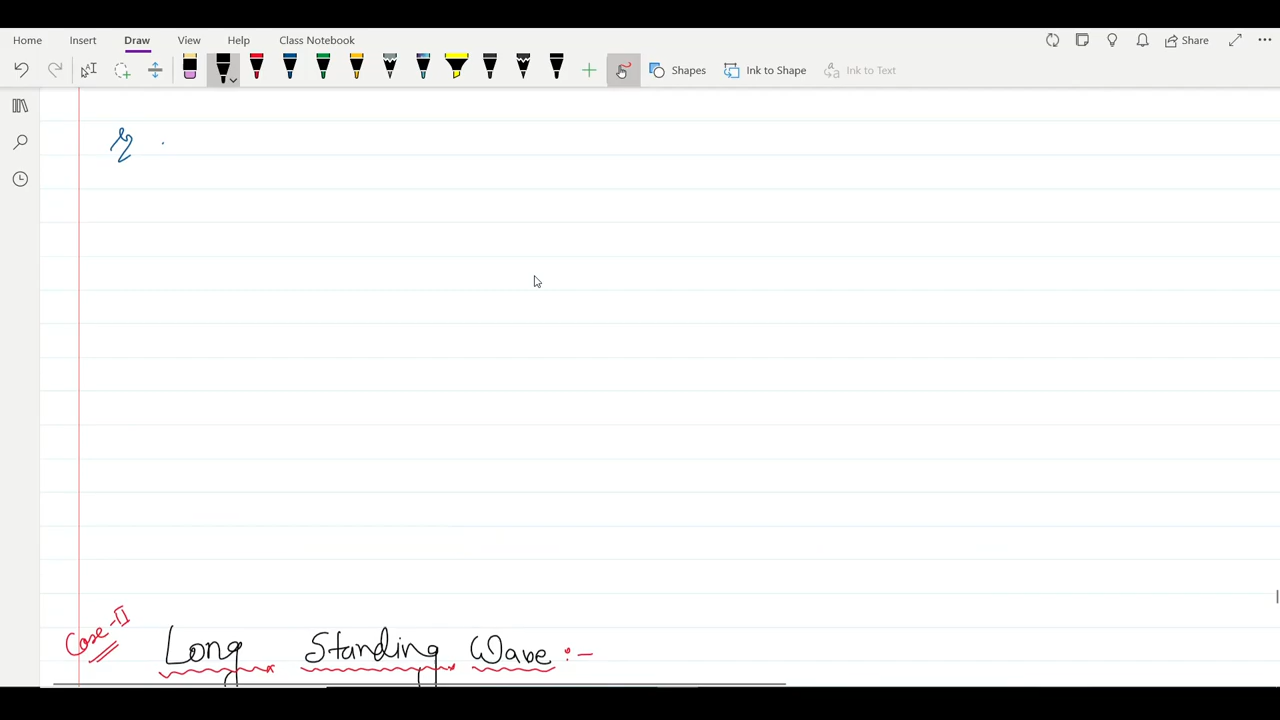 Home Insert Draw View Help Class Notebook
Share
Shapes Ink to Shape Ink to Text
Case-II Long Standing Wave :-